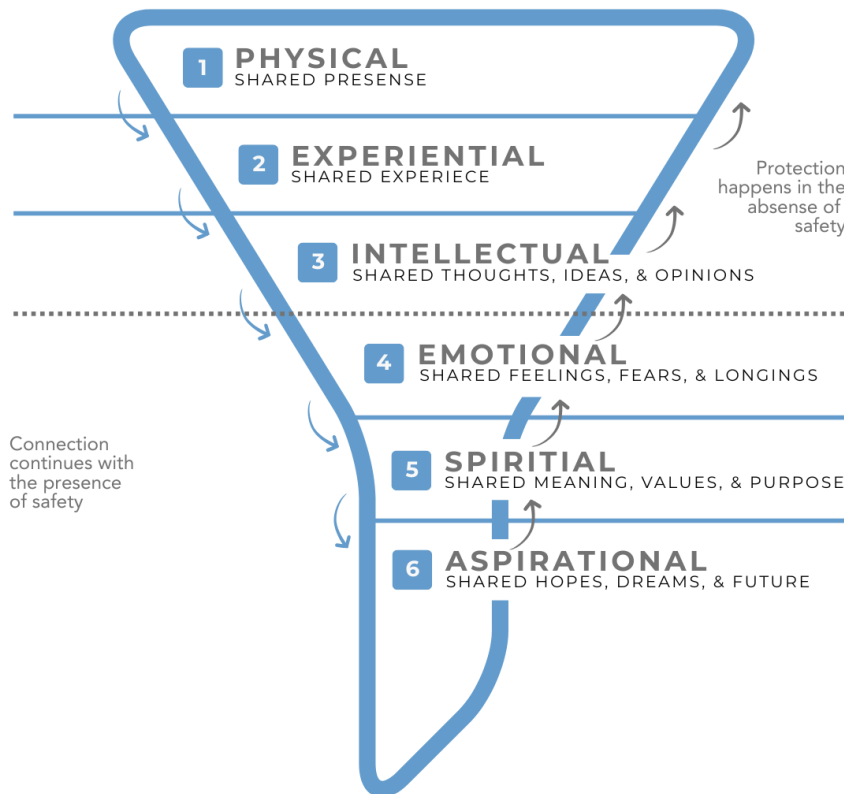 1 PHYSICAL
SHARED PRESENSE
2 EXPERIENTIAL
SHARED EXPERIECE
Protection
happens in the
absense of
safety
3 INTELLECTUAL
SHARED THOUGHTS, IDEAS, & OPINIONS
4 EMOTIONAL
SHARED FEELINGS, FEARS, & LONGINGS
Connection
continues with
the presence
of safety
5 SPIRITIAL
SHARED MEANING, VALUES, & PURPOSE
6 ASPIRATIONAL
SHARED HOPES, DREAMS, & FUTURE